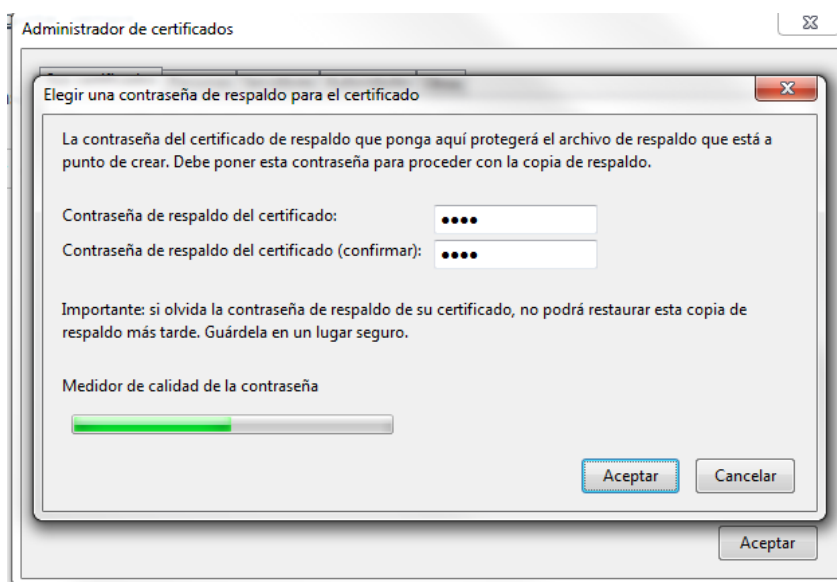 Administrador de certificados
Elegir una contraseña de respaldo para el certificado
La contraseña del certificado de respaldo que ponga aquí protegerá el archivo de respaldo que está a
punto de crear. Debe poner esta contraseña para proceder con la copia de respaldo.
Contraseña de respaldo del certificado:
Contraseña de respaldo del certificado (confirmar):
Importante: si olvida la contraseña de respaldo de su certificado, no podrá restaurar esta copia de
respaldo más tarde. Guárdela en un lugar seguro.
Medidor de calidad de la contraseña
Aceptar Cancelar
Aceptar